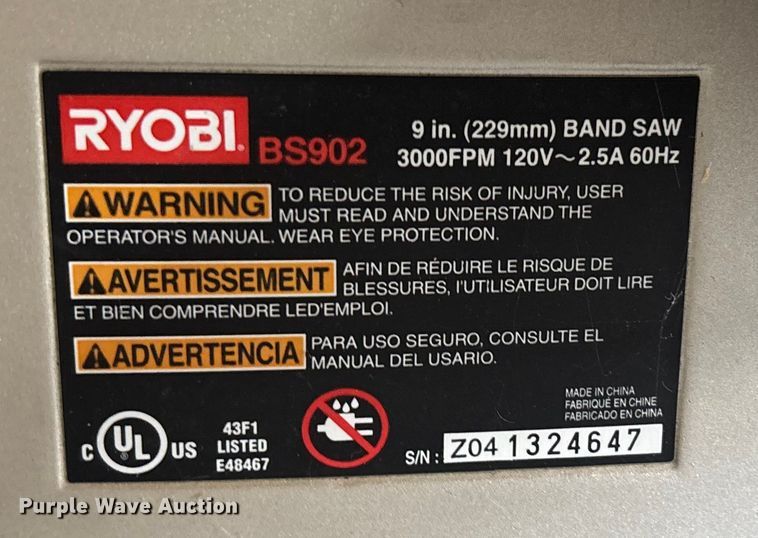 RYOBI. BS902
9 in. (229mm) BAND SAW
3000FPM 120V~2.5A 60Hz
WARNING TO REDUCE THE RISK OF INJURY, USER
MUST READ AND UNDERSTAND THE
OPERATOR'S MANUAL. WEAR EYE PROTECTION.
AVERTISSEMENT AFIN DE RÉDUIRE LE RISQUE DE
BLESSURES, I'UTILISATEUR DOIT LIRE
ET BIEN COMPRENDRE LED'EMPLOI.
ADVERTENCIA PARA USO SEGURO, CONSULTE EL
MANUAL DEL USARIO.
MADE IN CHINA
FABRIQUÉ EN CHINE
FABRICADO EN CHINA
C UL US
43F1
LISTED
E48467
S/N : Z04 1324647
Purple Wave Auction